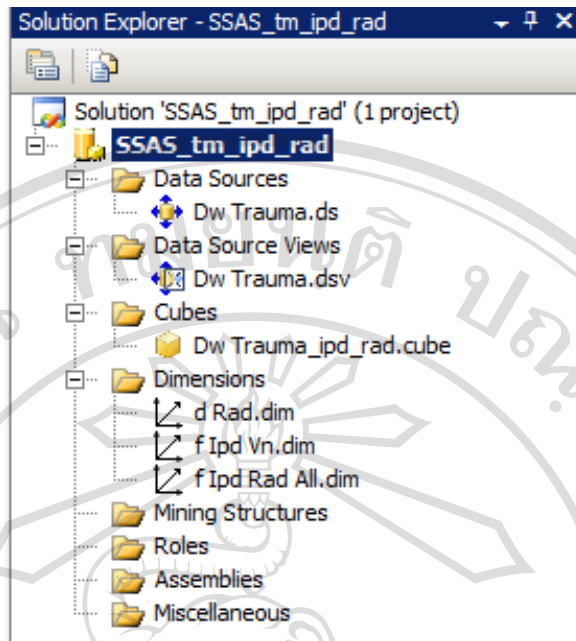 Solution Explorer - SSAS_tm_ipd_rad
Solution 'SSAS_tm_ipd_rad' (1 project)
SSAS_tm_ipd_rad
Data Sources
Dw Trauma.ds
Data Source Views
Dw Trauma.dsv
Cubes
Dw Trauma_ipd_rad.cube
Dimensions
d Rad.dim
f Ipd Vn.dim
f Ipd Rad All.dim
Mining Structures
Roles
Assemblies
Miscellaneous